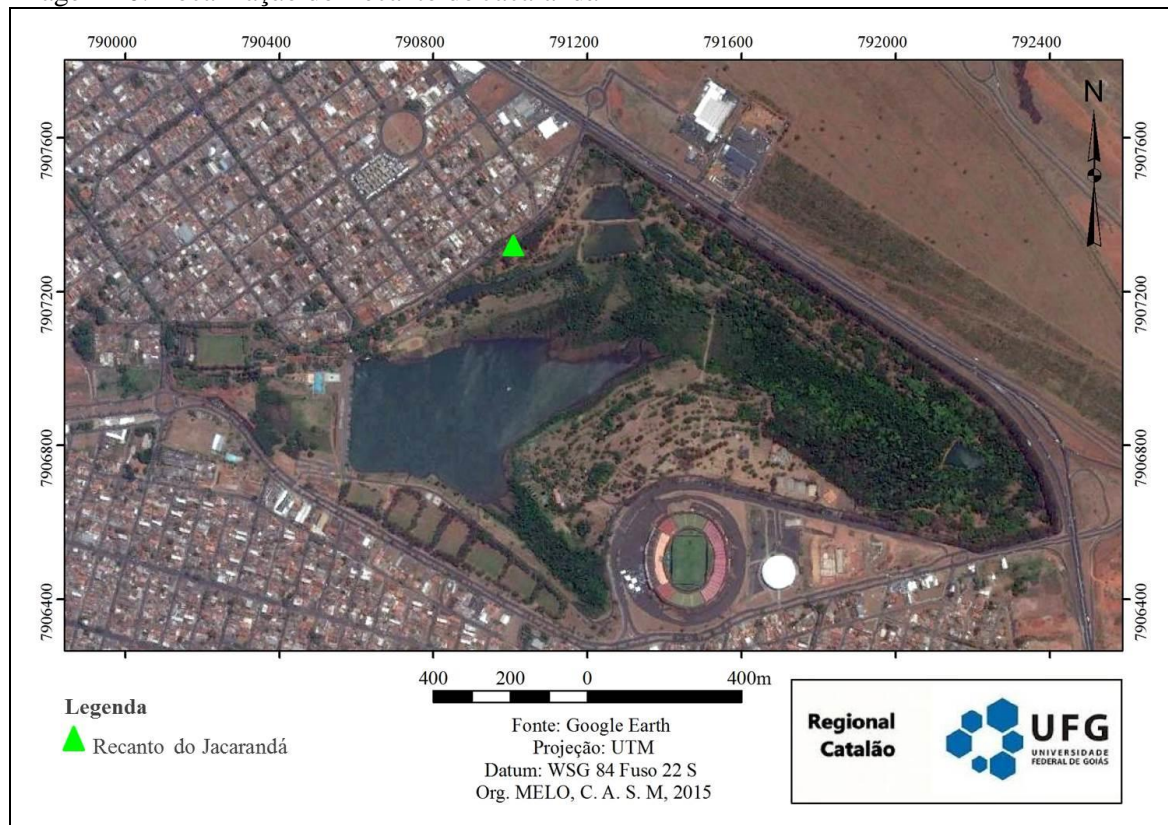 790000 790400 790800 791200 791600 792000 792400
N
7907600 7907600
7907200 7907200
7906800 7906800
7906400 7906400
400 200 0 400m
Legenda
Recanto do Jacarandá
Fonte: Google Earth
Projeção: UTM
Datum: WSG 84 Fuso 22 S
Org. MELO, C. A. S. M, 2015
Regional
Catalão
UFG
UNIVERSIDADE
FEDERAL DE GOIÁS